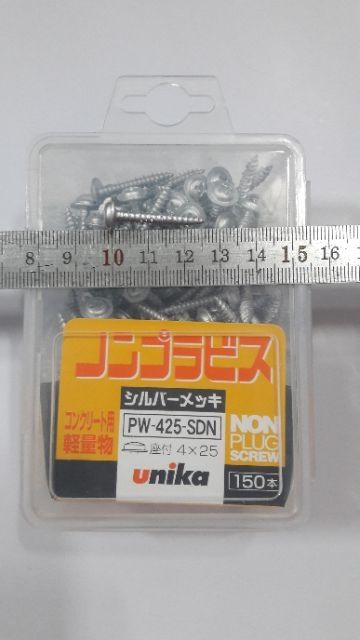 8 9 10 11 12 13 14 15 16
ノンプラビス
シルバーメッキ
コンクリート用
軽量物
PW-425-SDN
座付 4×25
unika
NON
PLUG
SCREW
150本